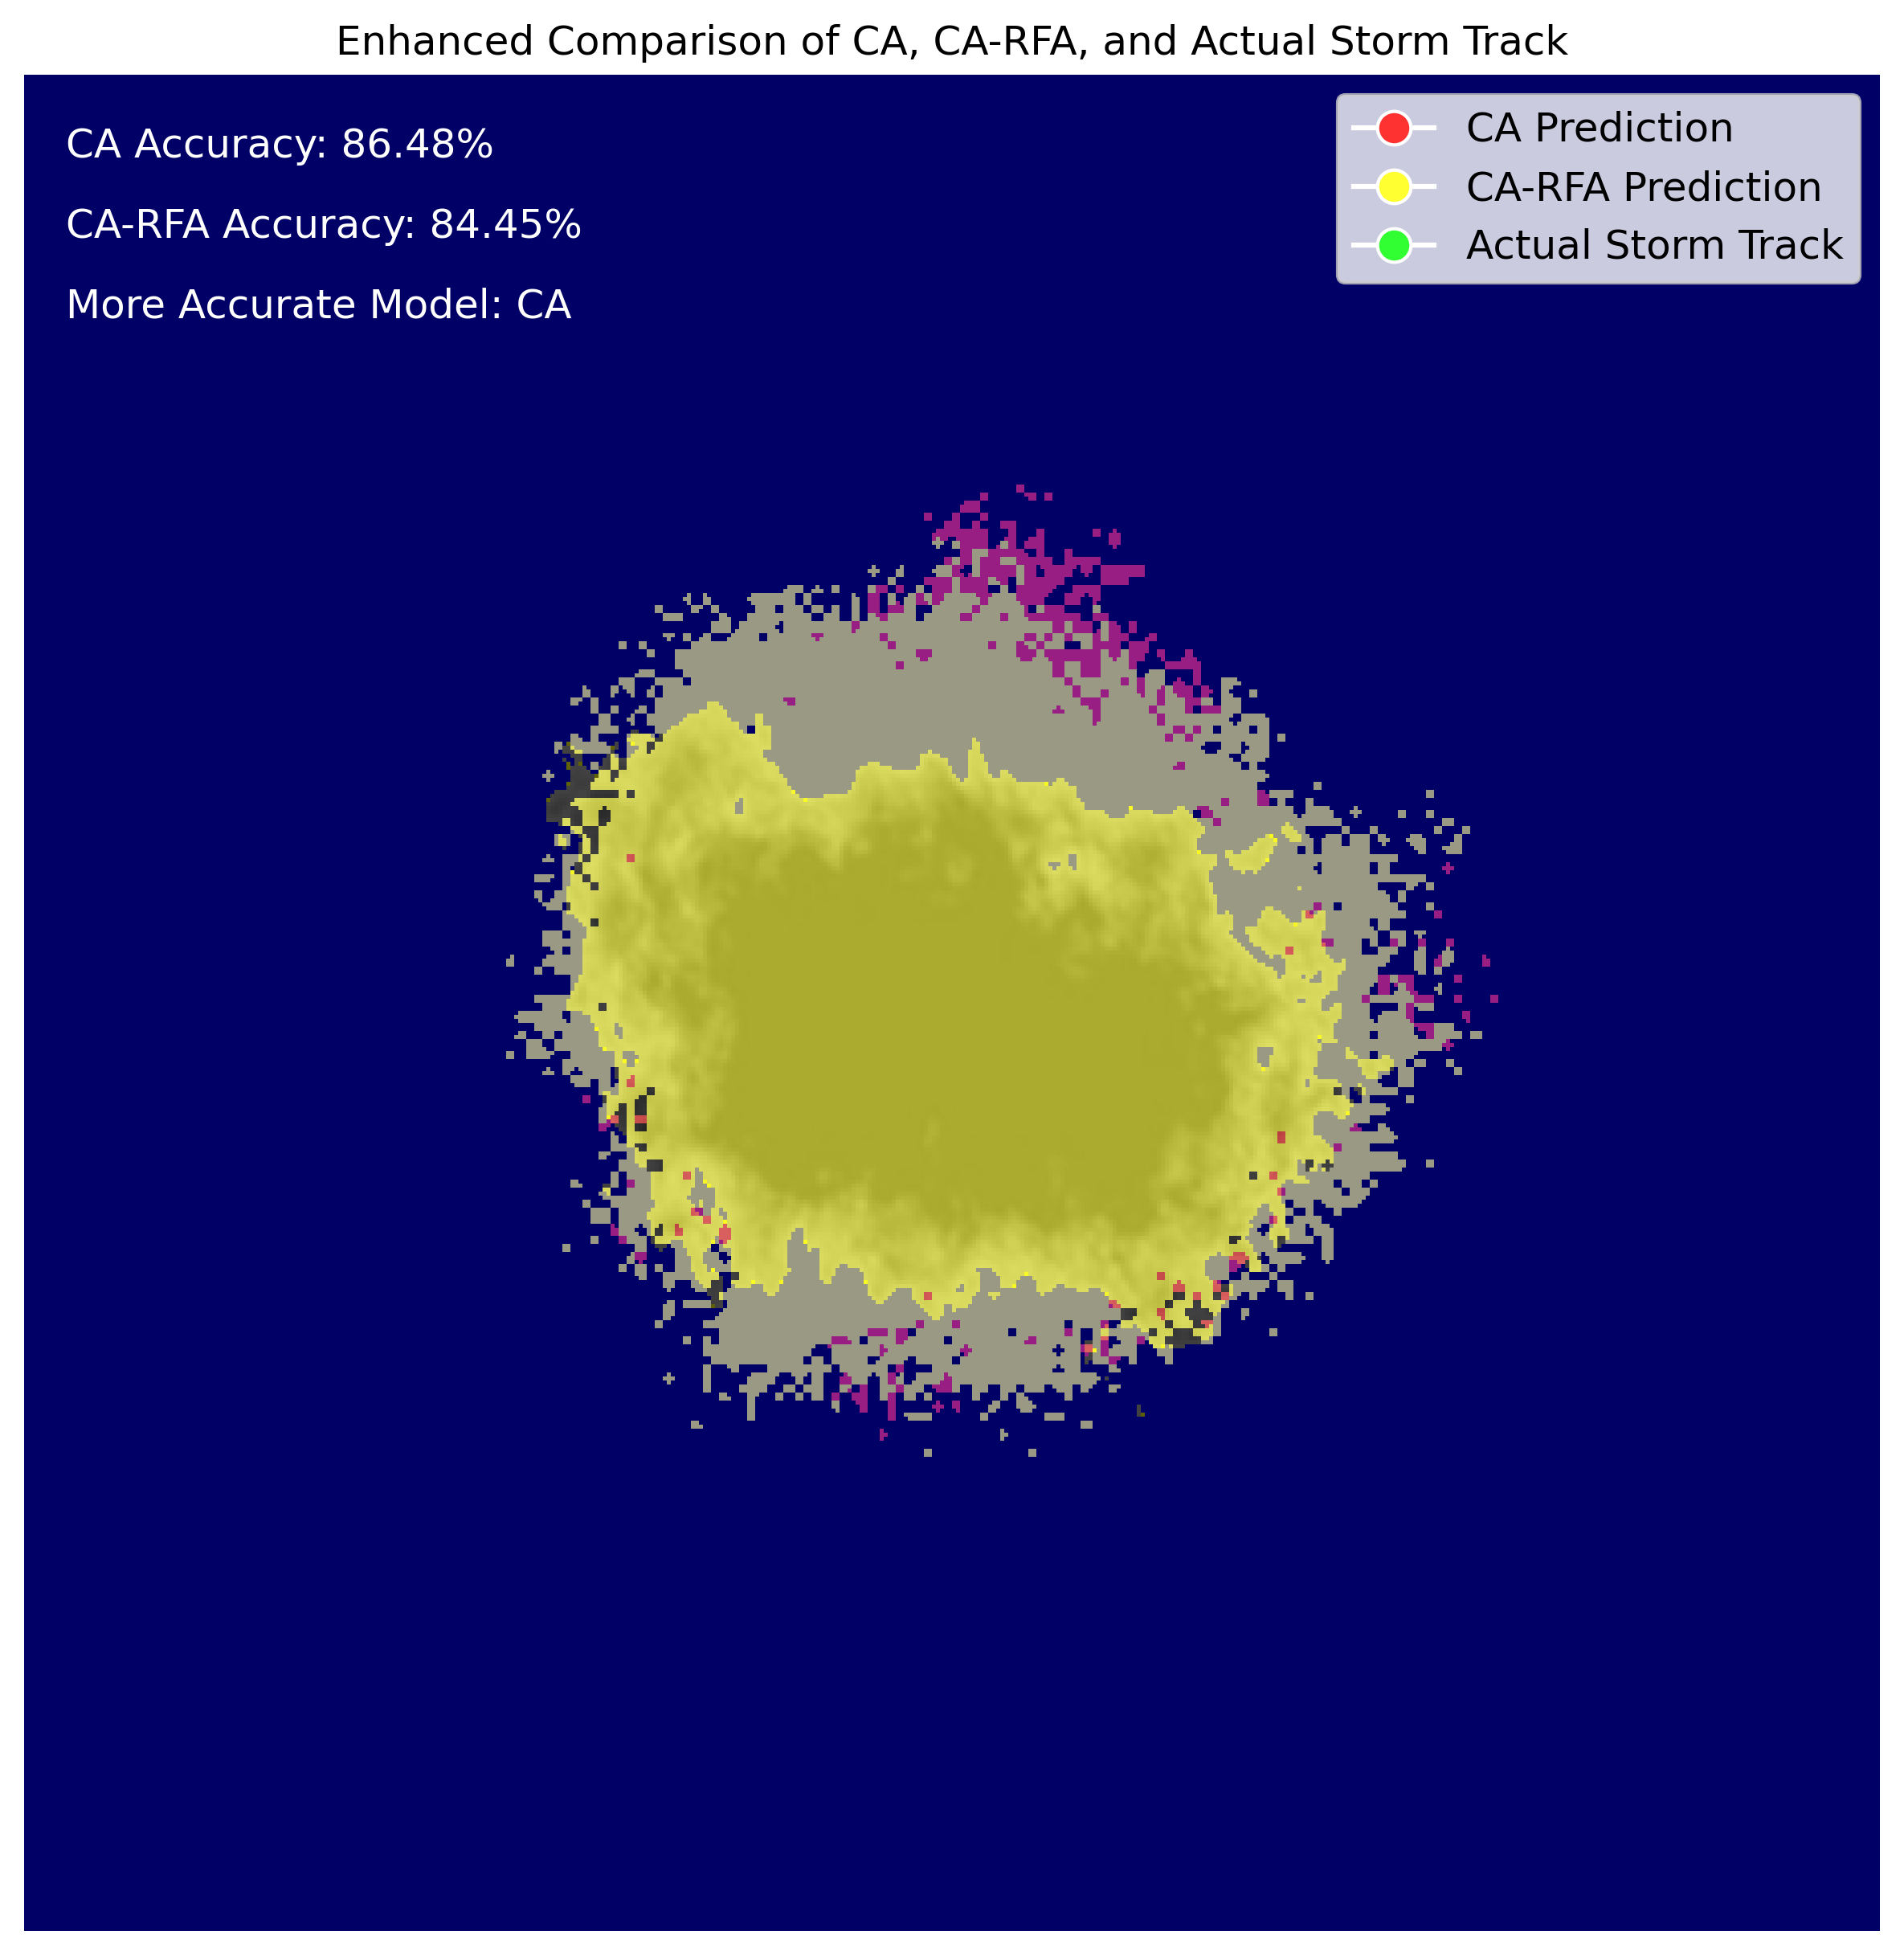 Enhanced Comparison of CA, CA-RFA, and Actual Storm Track
CA Accuracy: 86.48%
CA-RFA Accuracy: 84.45%
More Accurate Model: CA
CA Prediction
CA-RFA Prediction
Actual Storm Track